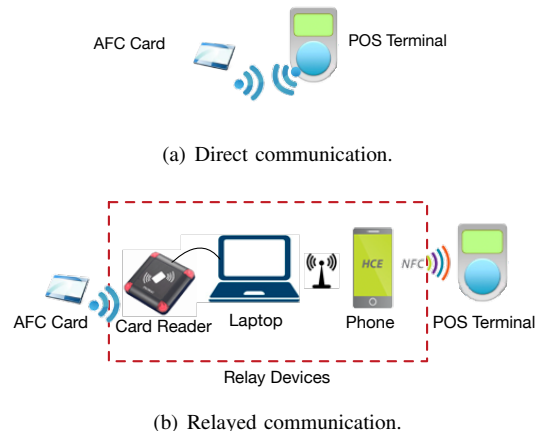 AFC Card
POS Terminal
(a) Direct communication.
HCE
NFC
AFC Card
Card Reader
Laptop
Phone
POS Terminal
Relay Devices
(b) Relayed communication.